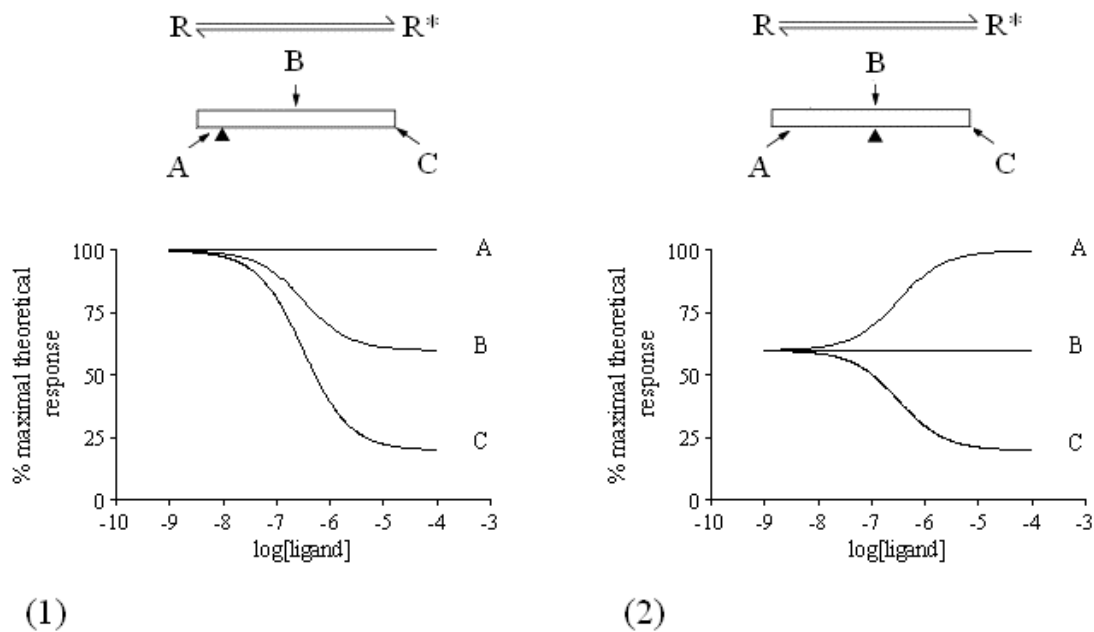 R R*
B
A C
100
75
50
25
0
-10 -9 -8 -7 -6 -5 -4 -3
% maximal theoretical
response
log[ligand]
A
B
C
(1)
R R*
B
A C
100
75
50
25
0
-10 -9 -8 -7 -6 -5 -4 -3
% maximal theoretical
response
log[ligand]
A
B
C
(2)